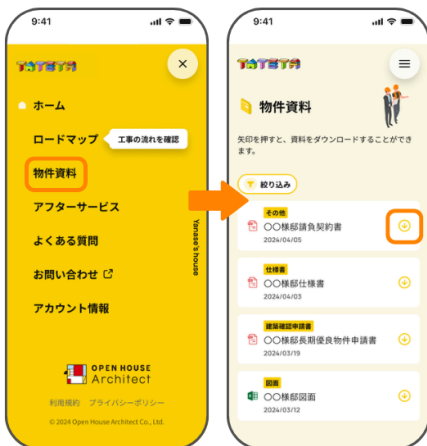 9:41
TATETA
ホーム
ロードマップ
工事の流れを確認
物件資料
アフターサービス
よくある質問
お問い合わせ
アカウント情報
Yanase's house
OPEN HOUSE
Architect
利用規約 プライバシーポリシー
© 2024 Open House Architect Co., Ltd.
9:41
TATETA
物件資料
矢印を押すと、資料をダウンロードすることができ
ます。
絞り込み
その他
〇〇様邸請負契約書
2024/04/05
仕様書
〇〇様邸仕様書
2024/04/03
建築確認申請書
〇〇様邸長期優良物件申請書
2024/03/19
図面
〇〇様邸図面
2024/03/12